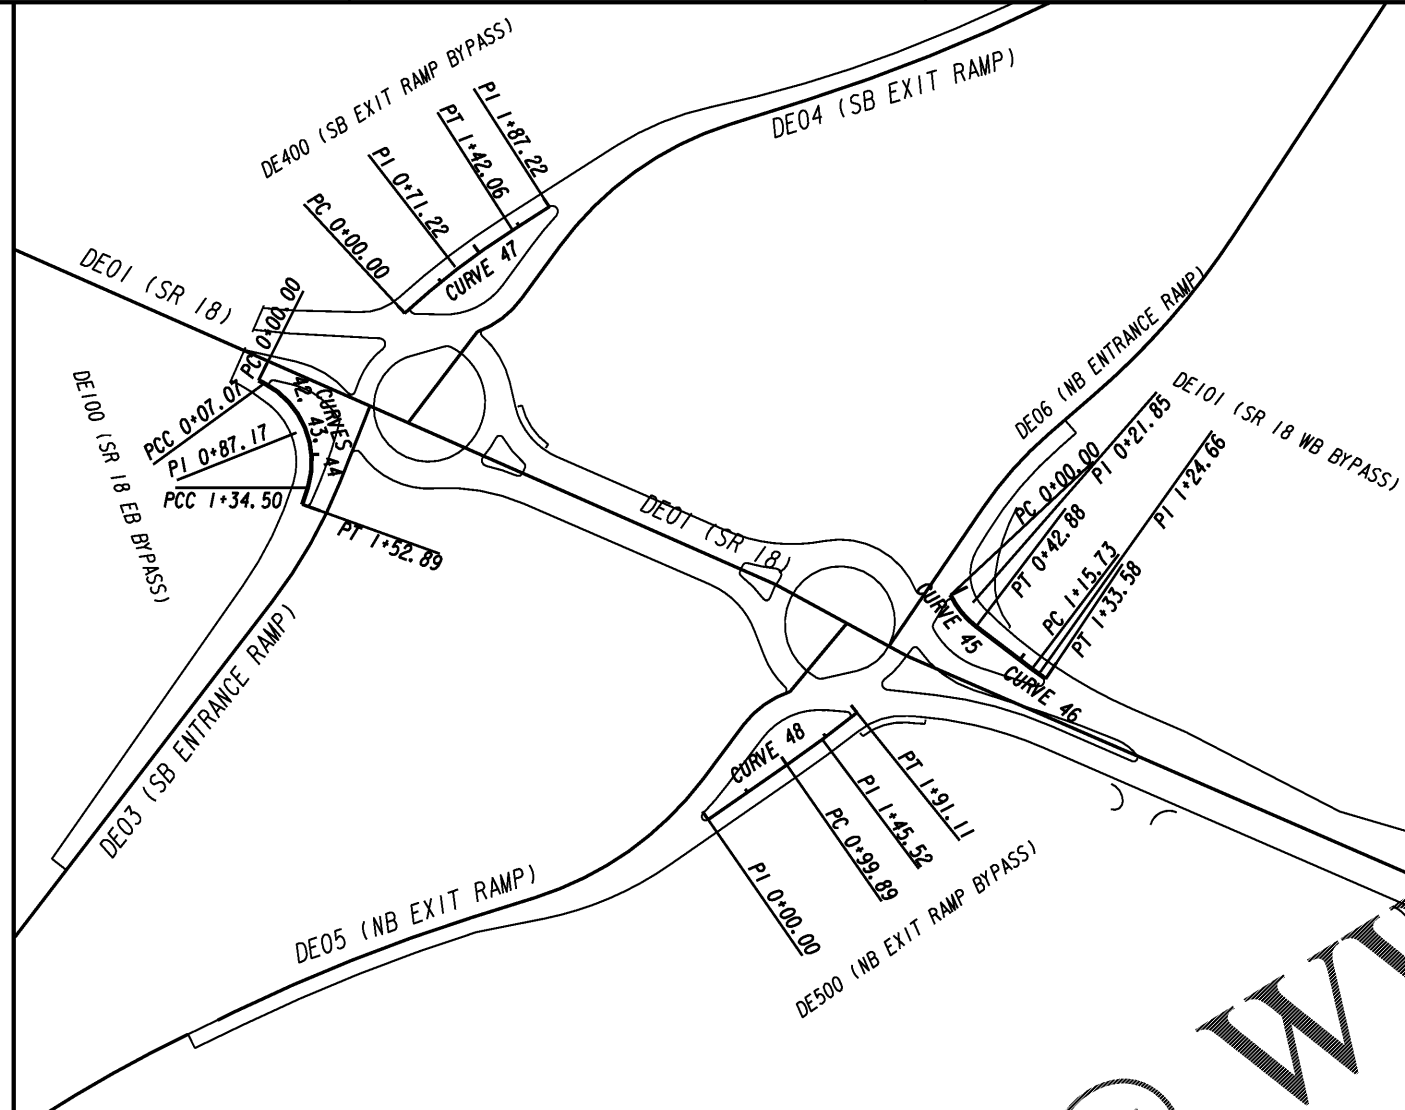 DE400 (SB EXIT RAMP BYPASS)
DE04 (SB EXIT RAMP)
PI 1+87.22
PT 1+42.06
PI 0+71.22
PC 0+00.00
CURVE 47
DE01 (SR 18)
PC 0+00.00
PCC 0+07.07
PI 0+87.17
PCC 1+34.50
PT 1+52.89
CURVES
42, 43,
44
DE100 (SR 18 EB BYPASS)
DE03 (SB ENTRANCE RAMP)
DE01 (SR 18)
DE06 (NB ENTRANCE RAMP)
DE101 (SR 18 WB BYPASS)
PC 0+00.00
PI 0+21.85
PT 0+42.88
PI 1+24.66
PC 1+15.73
PT 1+33.58
CURVE 45
CURVE 46
CURVE 48
PT 1+91.11
PI 1+45.52
PC 0+99.89
PI 0+00.00
DE05 (NB EXIT RAMP)
DE500 (NB EXIT RAMP BYPASS)